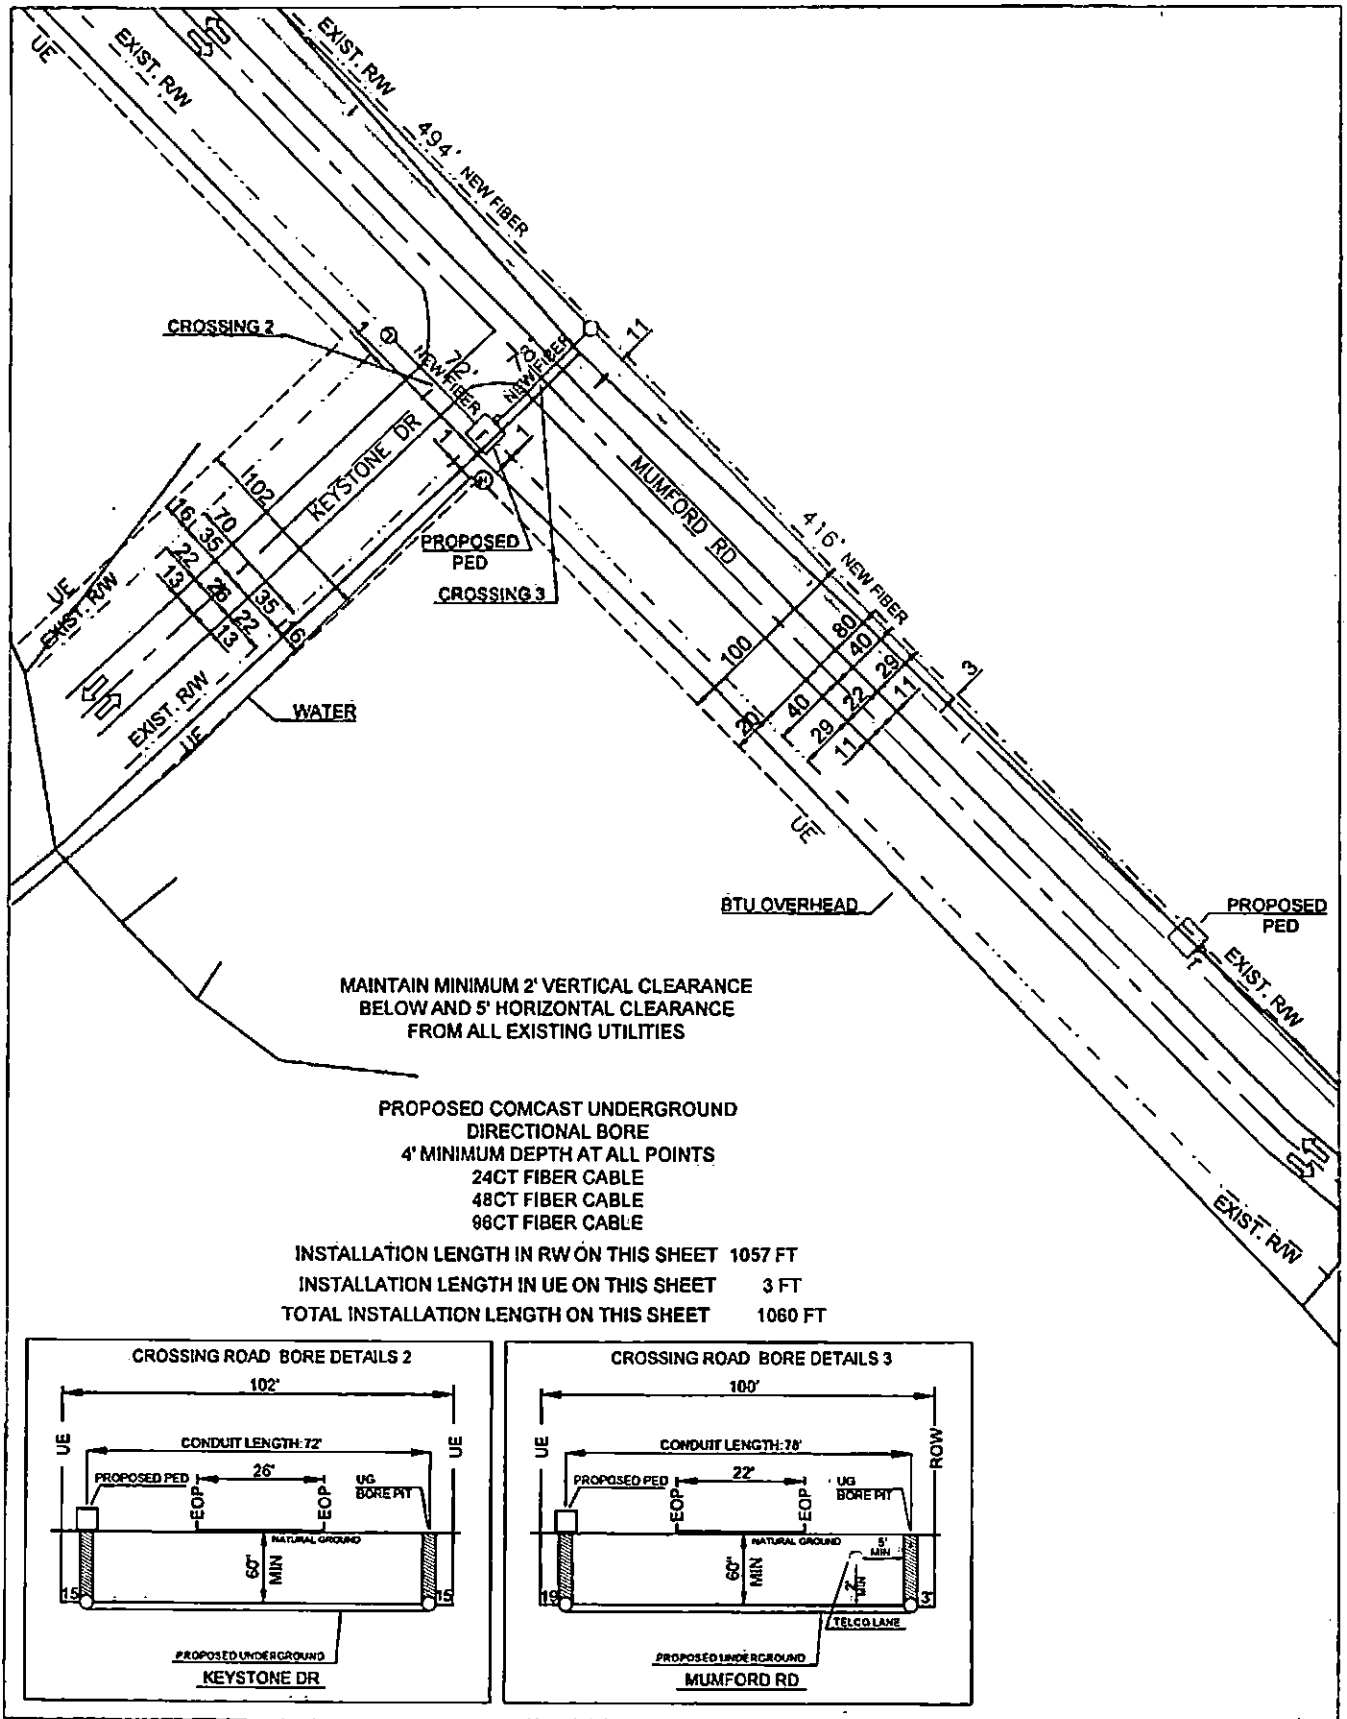 UE
EXIST. R/W
EXIST. R/W
494' NEW FIBER
CROSSING 2
1
NEW FIBER
72'
78'
NEW FIBER
11
1
1
KEYSTONE DR
MUMFORD RD
102
16
70
35
22
26
13
35
22
16
13
PROPOSED
PED
CROSSING 3
416' NEW FIBER
UE
EXIST. R/W
EXIST. R/W
UE
WATER
100
80
40
29
11
3
20
40
22
29
11
UE
BTU OVERHEAD
PROPOSED
PED
EXIST. R/W
EXIST. R/W
MAINTAIN MINIMUM 2' VERTICAL CLEARANCE
BELOW AND 5' HORIZONTAL CLEARANCE
FROM ALL EXISTING UTILITIES
PROPOSED COMCAST UNDERGROUND
DIRECTIONAL BORE
4' MINIMUM DEPTH AT ALL POINTS
24CT FIBER CABLE
48CT FIBER CABLE
96CT FIBER CABLE
INSTALLATION LENGTH IN RW ON THIS SHEET 1057 FT
INSTALLATION LENGTH IN UE ON THIS SHEET 3 FT
TOTAL INSTALLATION LENGTH ON THIS SHEET 1060 FT
CROSSING ROAD BORE DETAILS 2
102'
UE
UE
CONDUIT LENGTH: 72'
PROPOSED PED
26'
UG
BORE PIT
EOP
EOP
NATURAL GROUND
60"
MIN
15
15
PROPOSED UNDERGROUND
KEYSTONE DR
CROSSING ROAD BORE DETAILS 3
100'
UE
ROW
CONDUIT LENGTH: 78'
PROPOSED PED
22'
UG
BORE PIT
EOP
EOP
NATURAL GROUND
5'
MIN
60"
MIN
2'
MIN
19
3'
TELCO LANE
PROPOSED UNDERGROUND
MUMFORD RD